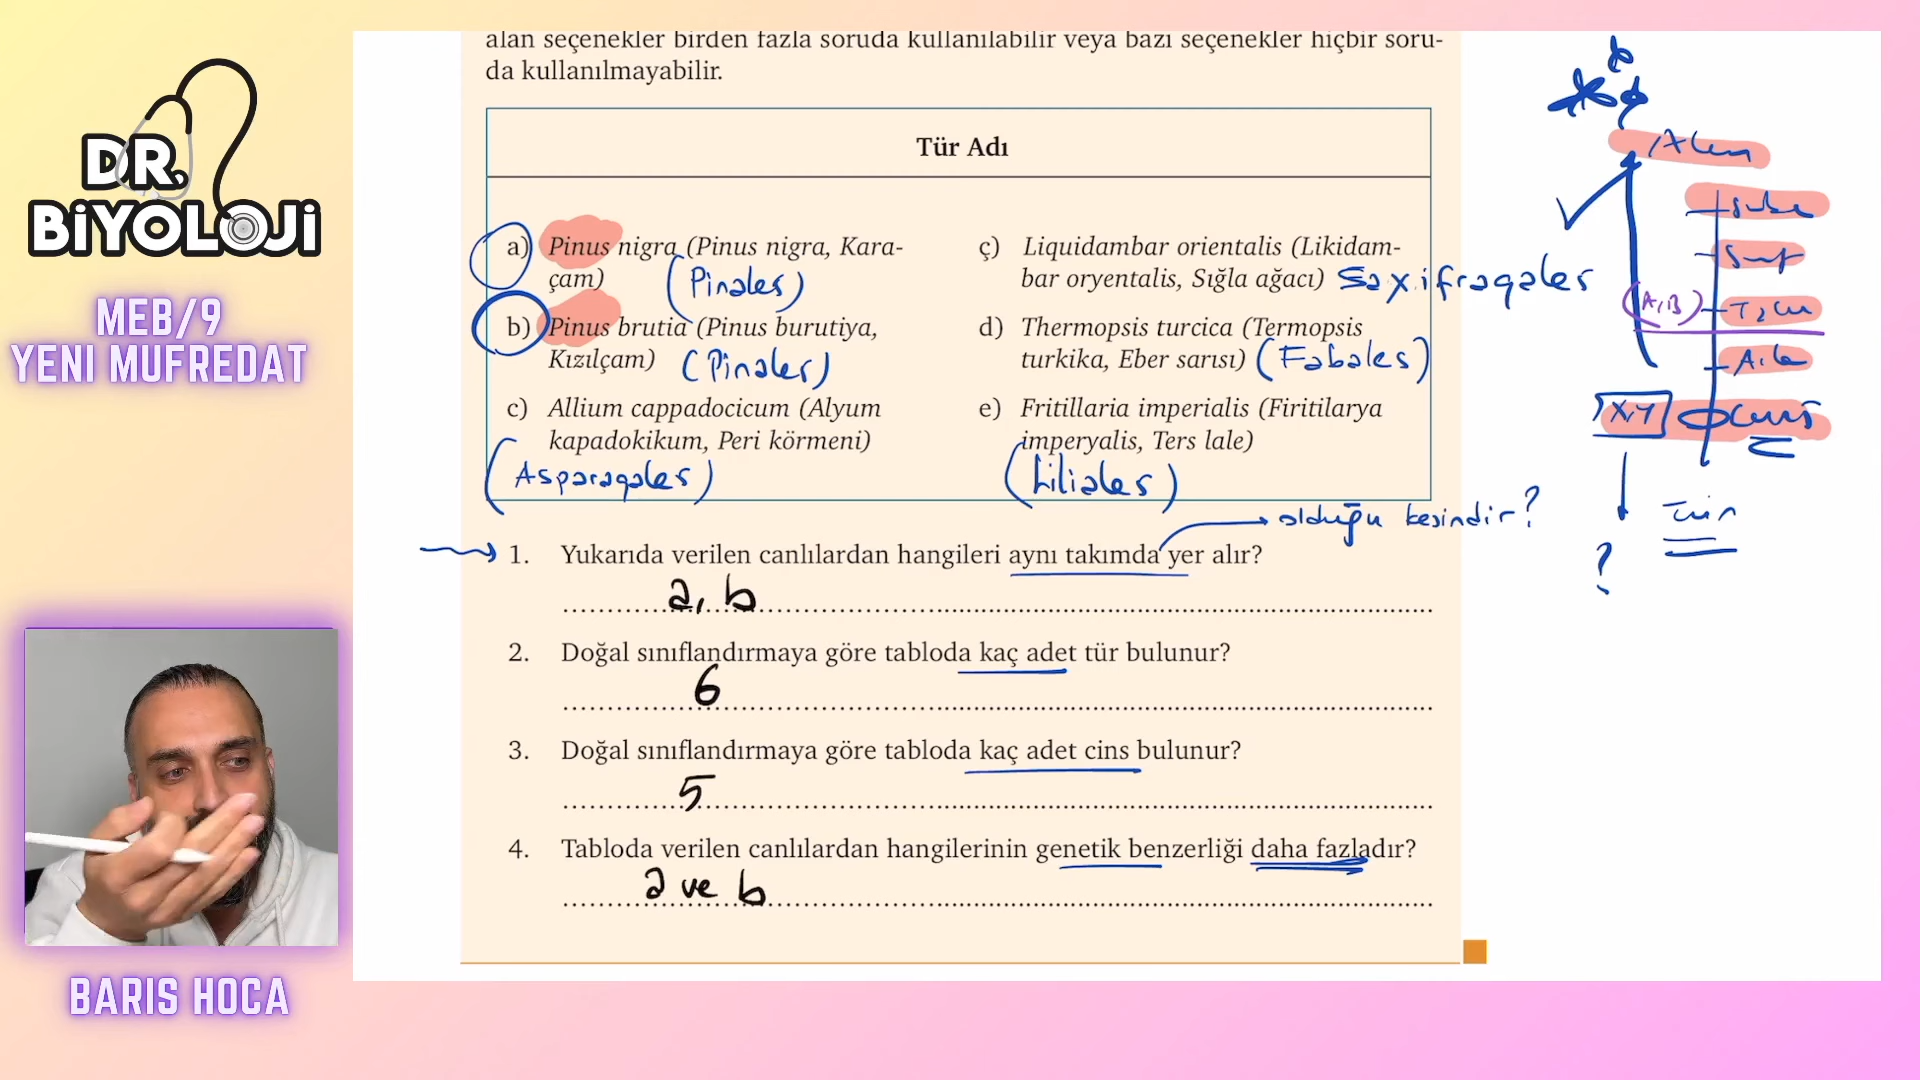 DR.
BİYOLOJİ
MEB/9
YENİ MUFREDAT
BARIS HOCA
alan seçenekler birden fazla soruda kullanılabilir veya bazı seçenekler hiçbir soru-
da kullanılmayabilir.
Tür Adı
a) Pinus nigra (Pinus nigra, Kara-
çam) (Pinales)
b) Pinus brutia (Pinus burutiya,
Kızılçam) (Pinales)
c) Allium cappadocicum (Alyum
kapadokikum, Peri körmeni)
(Asparagales)
ç) Liquidambar orientalis (Likidam-
bar oryentalis, Sığla ağacı) Saxifragales
d) Thermopsis turcica (Termopsis
turkika, Eber sarısı) (Fabales)
e) Fritillaria imperialis (Firitilarya
imperyalis, Ters lale)
(Liliales)
olduğu kesindir?
1. Yukarıda verilen canlılardan hangileri aynı takımda yer alır?
a, b
2. Doğal sınıflandırmaya göre tabloda kaç adet tür bulunur?
6
3. Doğal sınıflandırmaya göre tabloda kaç adet cins bulunur?
5
4. Tabloda verilen canlılardan hangilerinin genetik benzerliği daha fazladır?
a ve b
Alem
Şube
Sınıf
(A,B) Takım
Aile
X,Y Cins
Tür
?